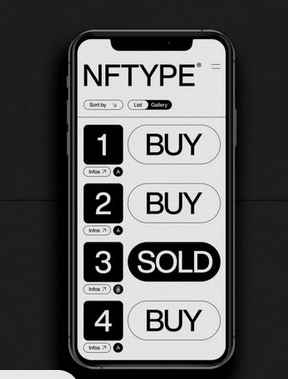 NFTYPE®
Sort by ↘ List Gallery
1 BUY
Infos ↗ A
2 BUY
Infos ↗ A
3 SOLD
Infos ↗
4 BUY
Infos ↗ A